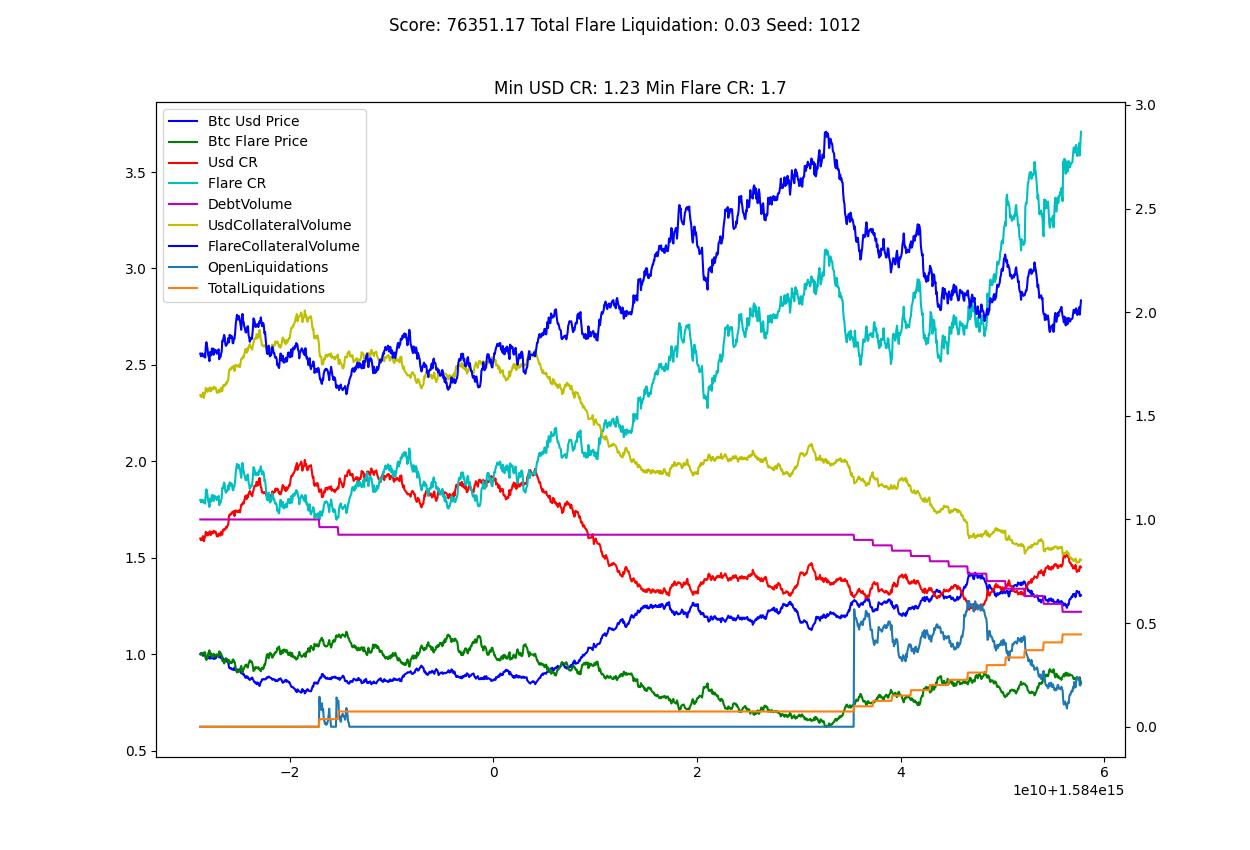 Score: 76351.17 Total Flare Liquidation: 0.03 Seed: 1012
Min USD CR: 1.23 Min Flare CR: 1.7
Btc Usd Price
Btc Flare Price
Usd CR
Flare CR
DebtVolume
UsdCollateralVolume
FlareCollateralVolume
OpenLiquidations
TotalLiquidations
3.5
3.0
2.5
2.0
1.5
1.0
0.5
3.0
2.5
2.0
1.5
1.0
0.5
0.0
−2 0 2 4 6
1e10+1.584e15